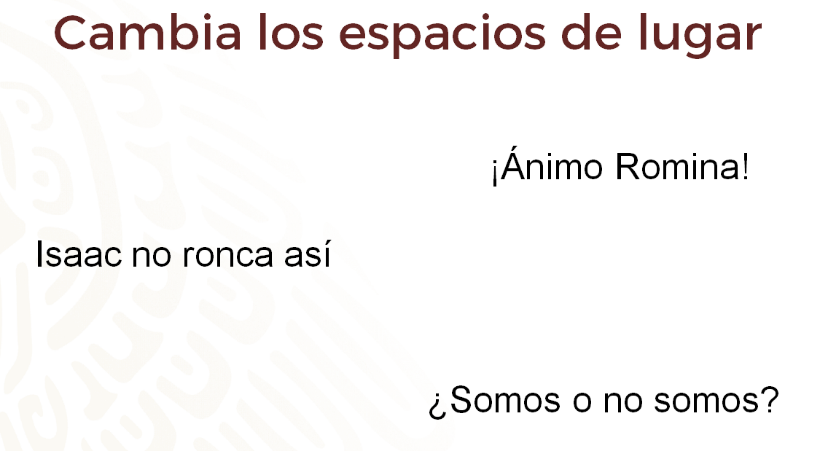 Cambia los espacios de lugar
¡Ánimo Romina!
Isaac no ronca así
¿Somos o no somos?